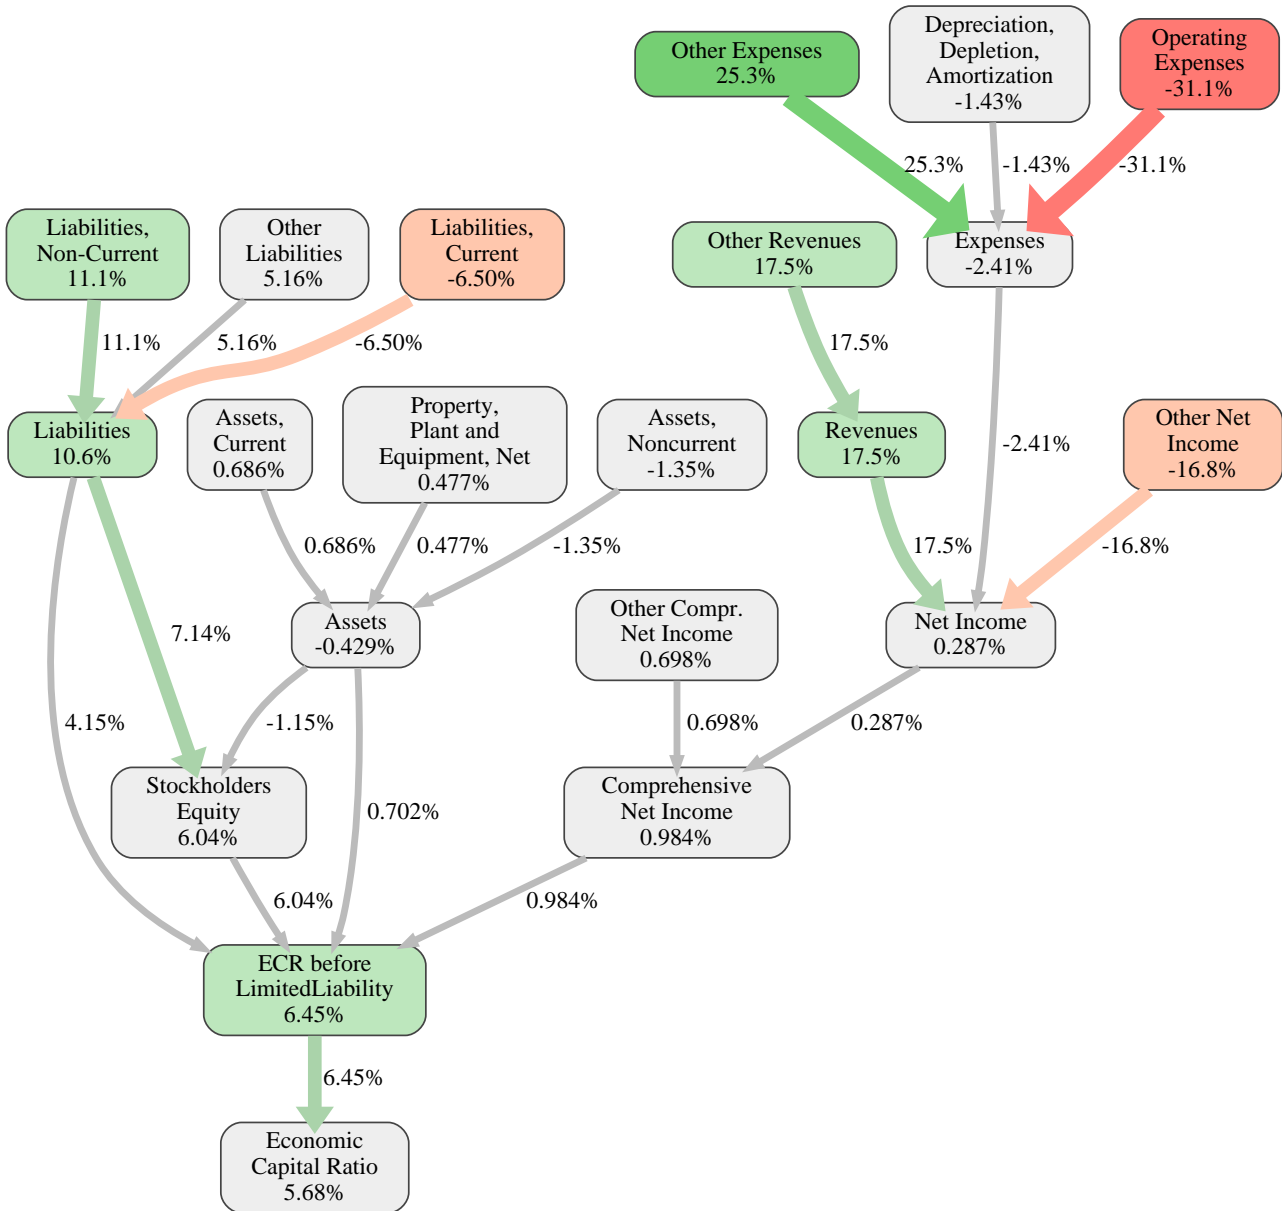 Other Expenses
25.3%
Depreciation,
Depletion,
Amortization
-1.43%
Operating
Expenses
-31.1%
25.3%
-1.43%
-31.1%
Liabilities,
Non-Current
11.1%
Other
Liabilities
5.16%
Liabilities,
Current
-6.50%
Other Revenues
17.5%
Expenses
-2.41%
11.1%
5.16%
-6.50%
17.5%
Liabilities
10.6%
Assets,
Current
0.686%
Property,
Plant and
Equipment, Net
0.477%
Assets,
Noncurrent
-1.35%
Revenues
17.5%
-2.41%
Other Net
Income
-16.8%
0.686%
0.477%
-1.35%
17.5%
-16.8%
7.14%
Assets
-0.429%
Other Compr.
Net Income
0.698%
Net Income
0.287%
4.15%
-1.15%
0.698%
0.287%
Stockholders
Equity
6.04%
0.702%
Comprehensive
Net Income
0.984%
6.04%
0.984%
ECR before
LimitedLiability
6.45%
6.45%
Economic
Capital Ratio
5.68%